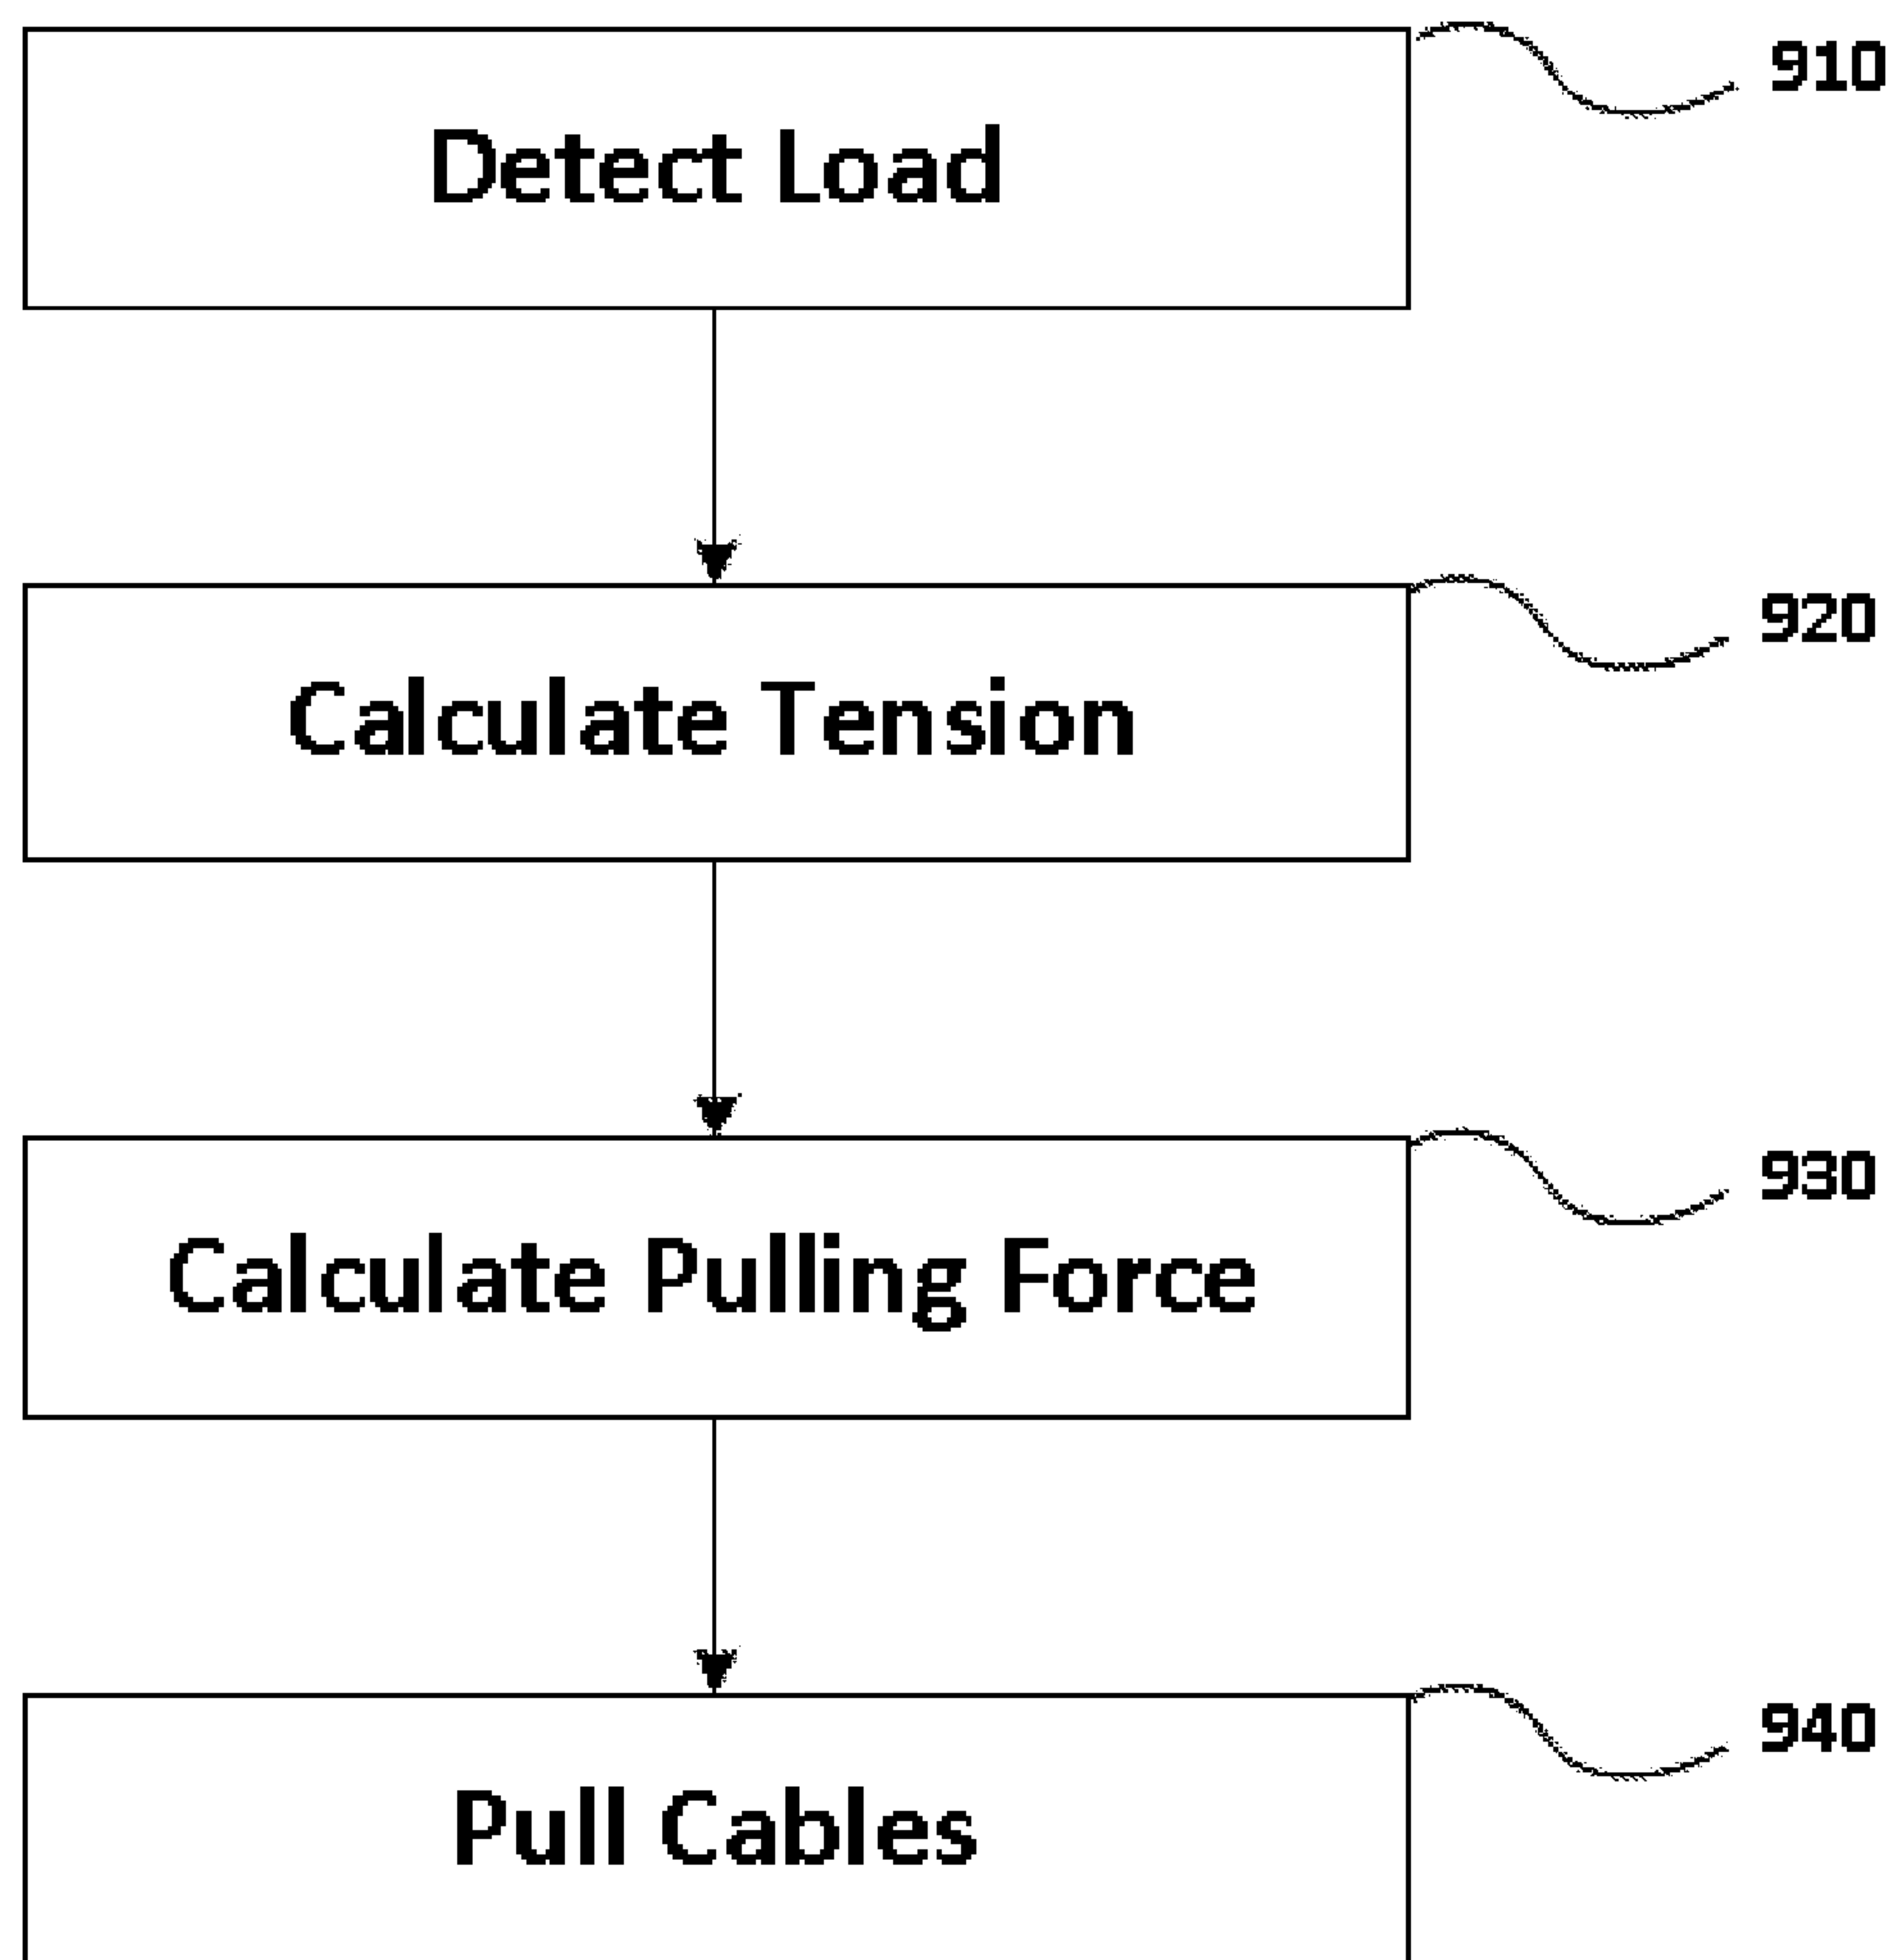 Detect Load
910
Calculate Tension
920
Calculate Pulling Force
930
Pull Cables
940